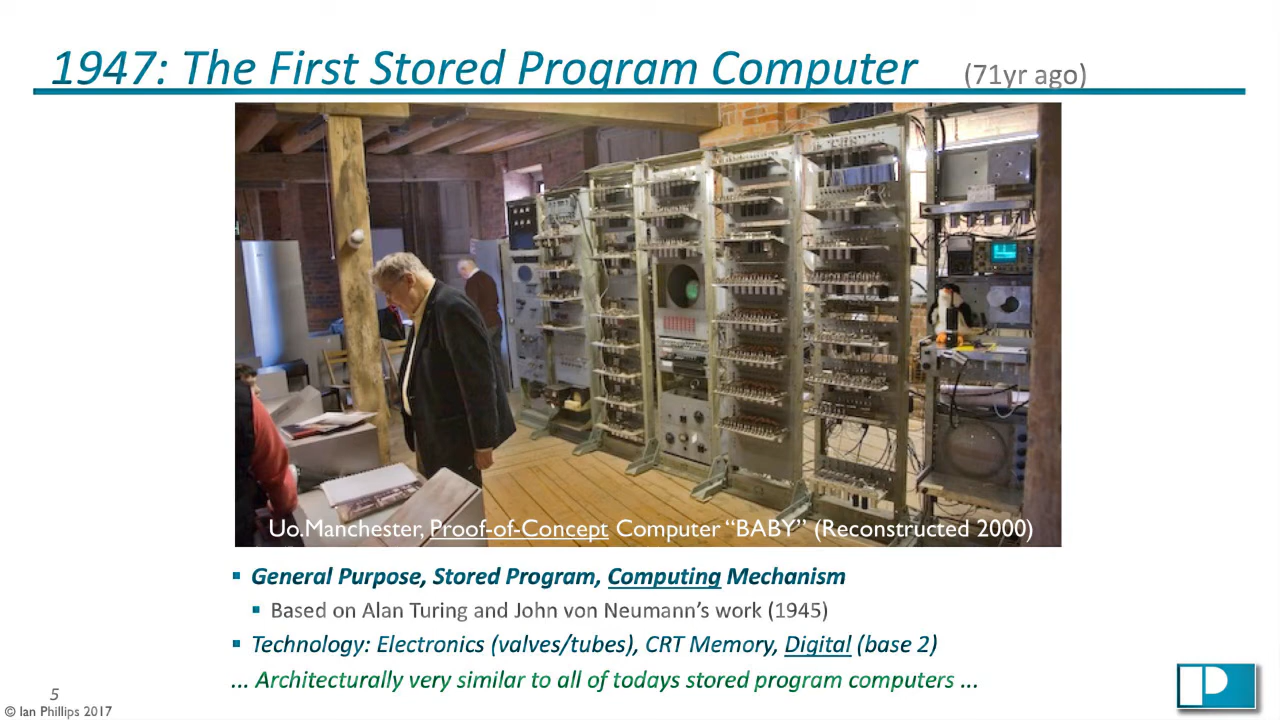 1947: The First Stored Program Computer (71yr ago)
Uo.Manchester, Proof-of-Concept Computer “BABY” (Reconstructed 2000)
General Purpose, Stored Program, Computing Mechanism
Based on Alan Turing and John von Neumann’s work (1945)
Technology: Electronics (valves/tubes), CRT Memory, Digital (base 2)
... Architecturally very similar to all of todays stored program computers ...
5
© Ian Phillips 2017
P